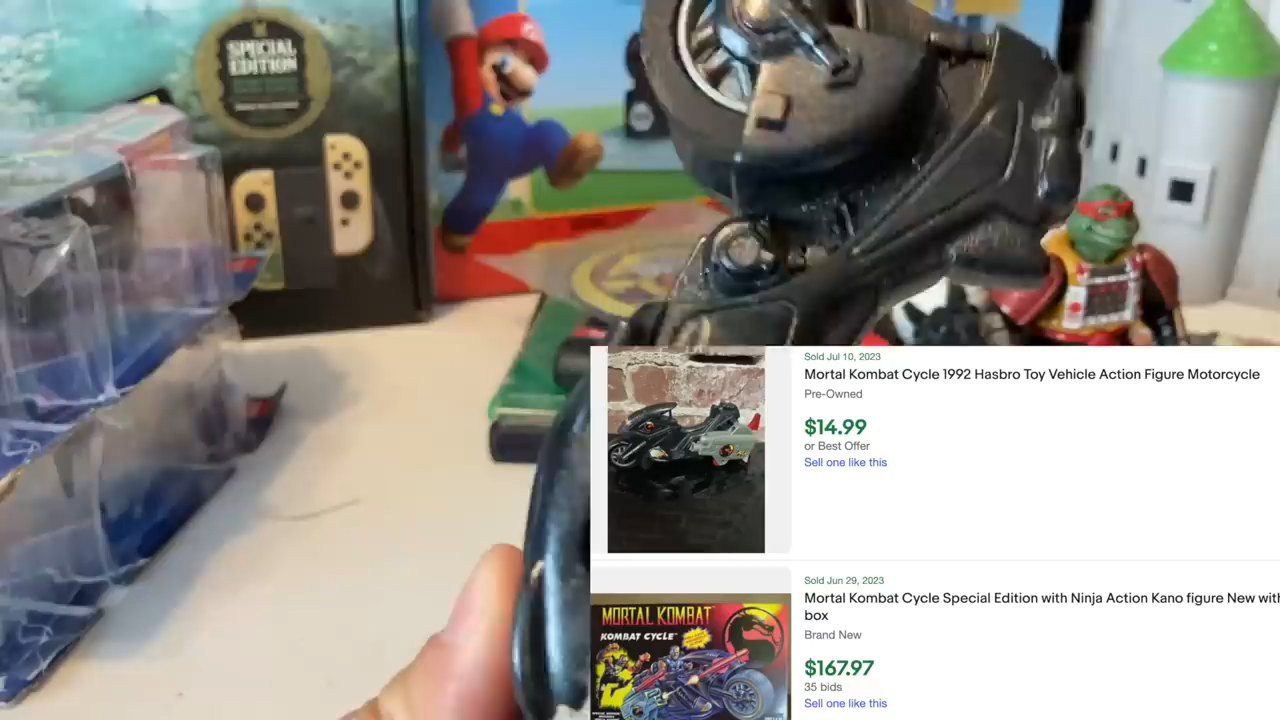 SPECIAL
EDITION
Sold Jul 10, 2023
Mortal Kombat Cycle 1992 Hasbro Toy Vehicle Action Figure Motorcycle
Pre-Owned
$14.99
or Best Offer
Sell one like this
Sold Jun 29, 2023
Mortal Kombat Cycle Special Edition with Ninja Action Kano figure New with
box
Brand New
$167.97
35 bids
Sell one like this
MORTAL KOMBAT
KOMBAT CYCLE